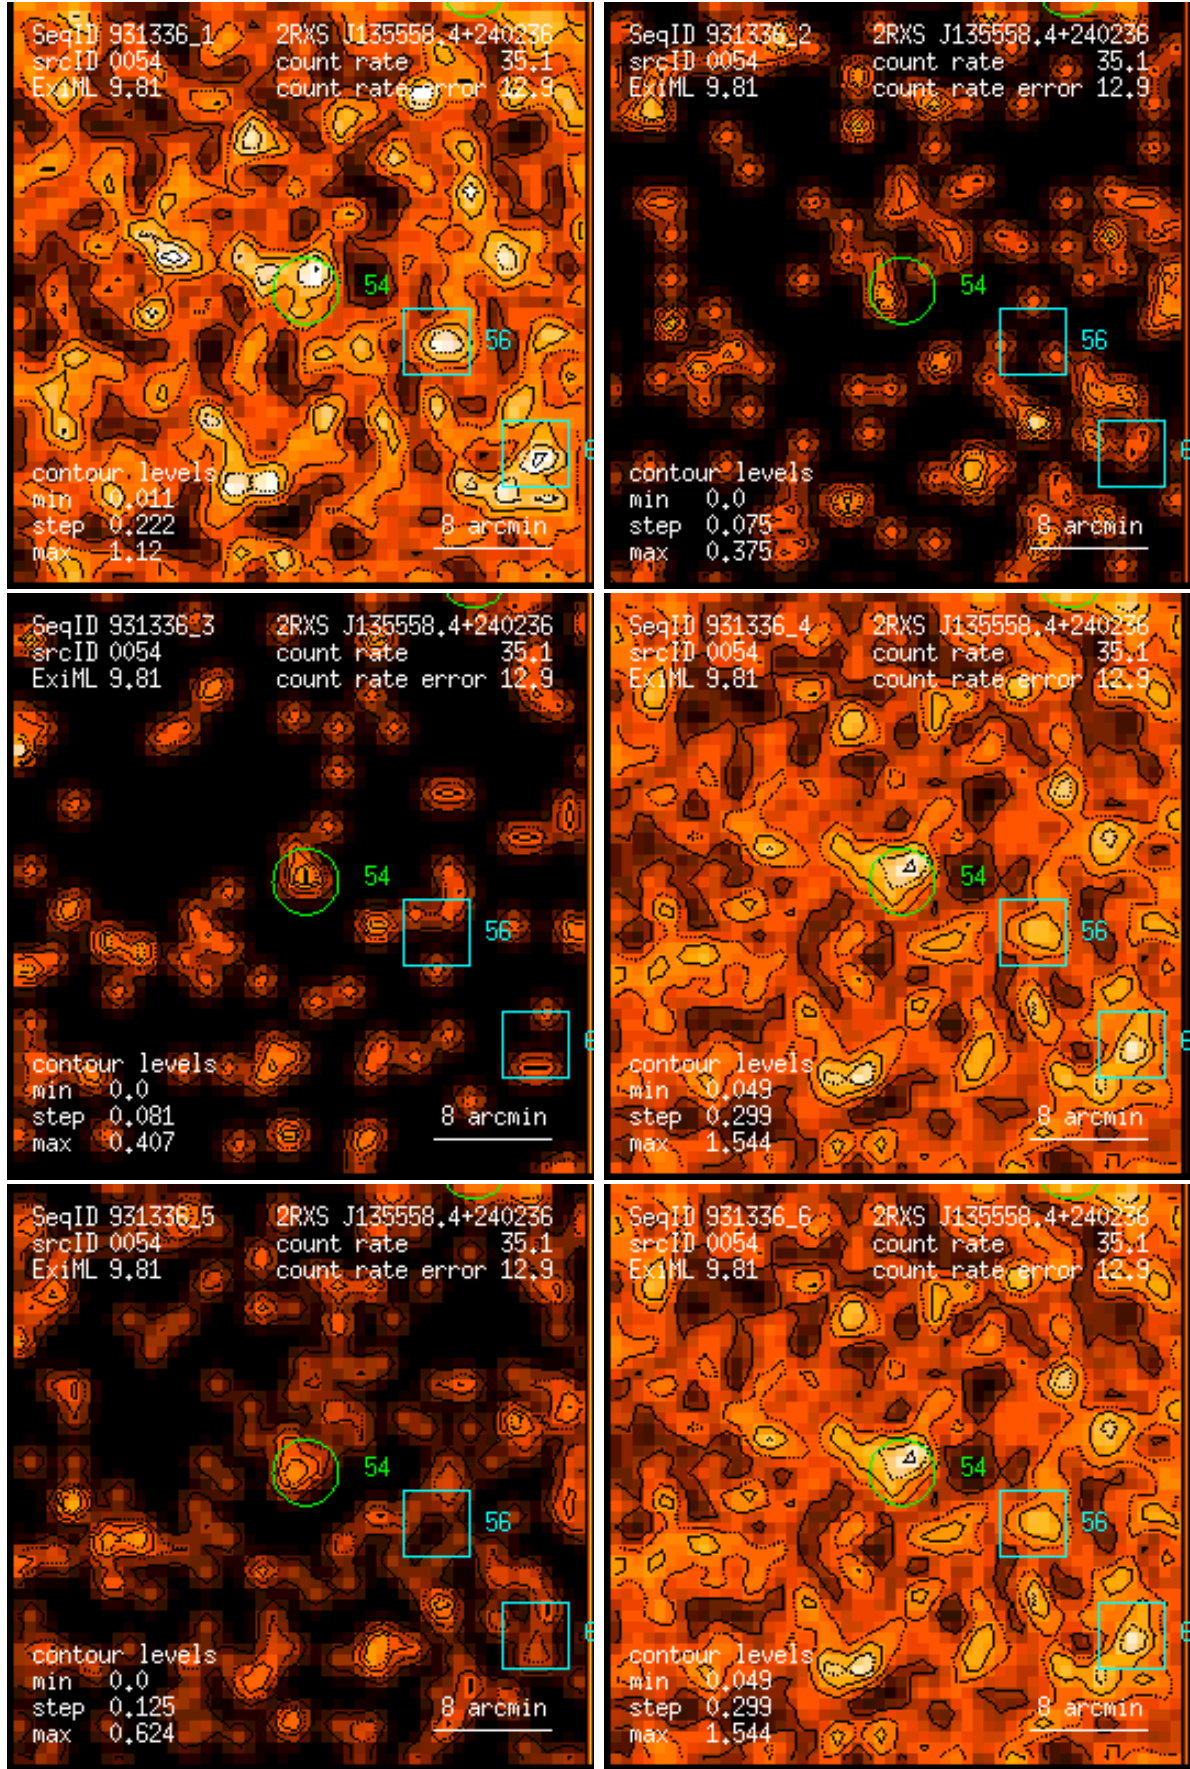 SeqID 931336_1 2RXS J135558.4+240236
srcID 0054 count rate 35.1
ExiML 9.81 count rate error 12.9
54
56
6
contour levels
min 0.011
step 0.222
max 1.12
8 arcmin
SeqID 931336_2 2RXS J135558.4+240236
srcID 0054 count rate 35.1
ExiML 9.81 count rate error 12.9
54
56
6
contour levels
min 0.0
step 0.075
max 0.375
8 arcmin
SeqID 931336_3 2RXS J135558.4+240236
srcID 0054 count rate 35.1
ExiML 9.81 count rate error 12.9
54
56
6
contour levels
min 0.0
step 0.081
max 0.407
8 arcmin
SeqID 931336_4 2RXS J135558.4+240236
srcID 0054 count rate 35.1
ExiML 9.81 count rate error 12.9
54
56
6
contour levels
min 0.049
step 0.299
max 1.544
8 arcmin
SeqID 931336_5 2RXS J135558.4+240236
srcID 0054 count rate 35.1
ExiML 9.81 count rate error 12.9
54
56
6
contour levels
min 0.0
step 0.125
max 0.624
8 arcmin
SeqID 931336_6 2RXS J135558.4+240236
srcID 0054 count rate 35.1
ExiML 9.81 count rate error 12.9
54
56
6
contour levels
min 0.049
step 0.299
max 1.544
8 arcmin